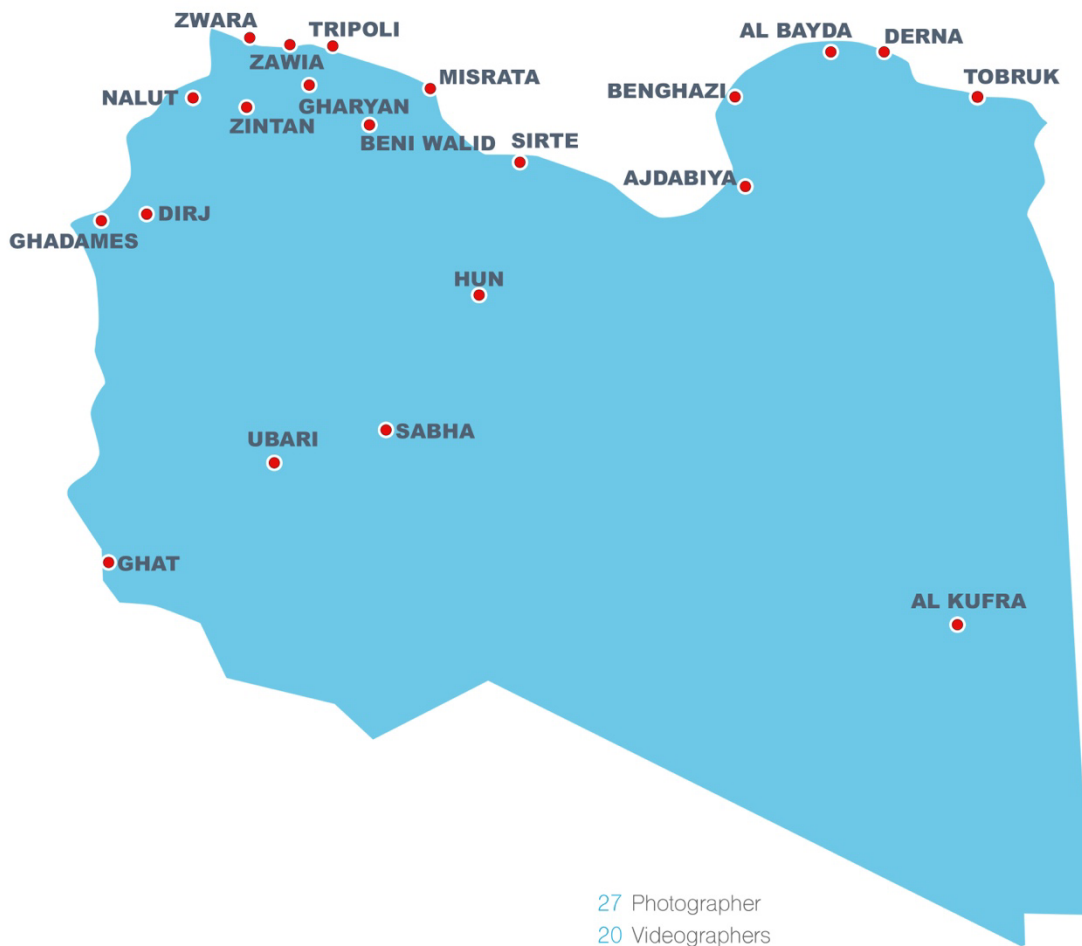 ZWARA
TRIPOLI
AL BAYDA
DERNA
ZAWIA
MISRATA
TOBRUK
NALUT
BENGHAZI
GHARYAN
ZINTAN
BENI WALID
SIRTE
AJDABIYA
DIRJ
GHADAMES
HUN
SABHA
UBARI
GHAT
AL KUFRA
27 Photographer
20 Videographers